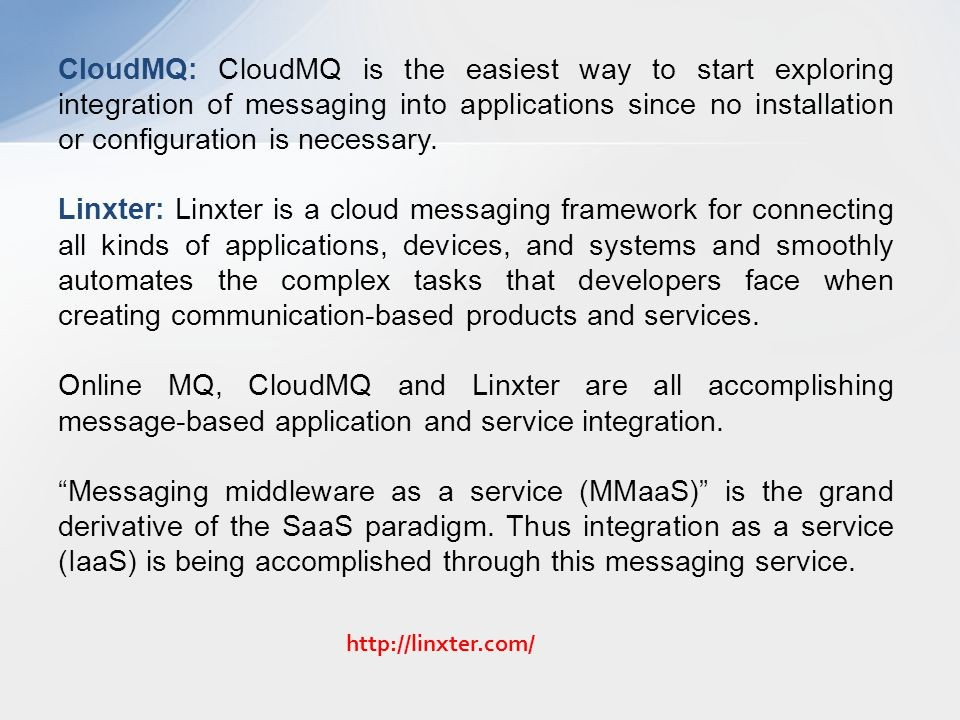 CloudMQ: CloudMQ is the easiest way to start exploring
integration of messaging into applications since no installation
or configuration is necessary.
Linxter: Linxter is a cloud messaging framework for connecting
all kinds of applications, devices, and systems and smoothly
automates the complex tasks that developers face when
creating communication-based products and services.
Online MQ, CloudMQ and Linxter are all accomplishing
message-based application and service integration.
“Messaging middleware as a service (MMaaS)” is the grand
derivative of the SaaS paradigm. Thus integration as a service
(IaaS) is being accomplished through this messaging service.
http://linxter.com/